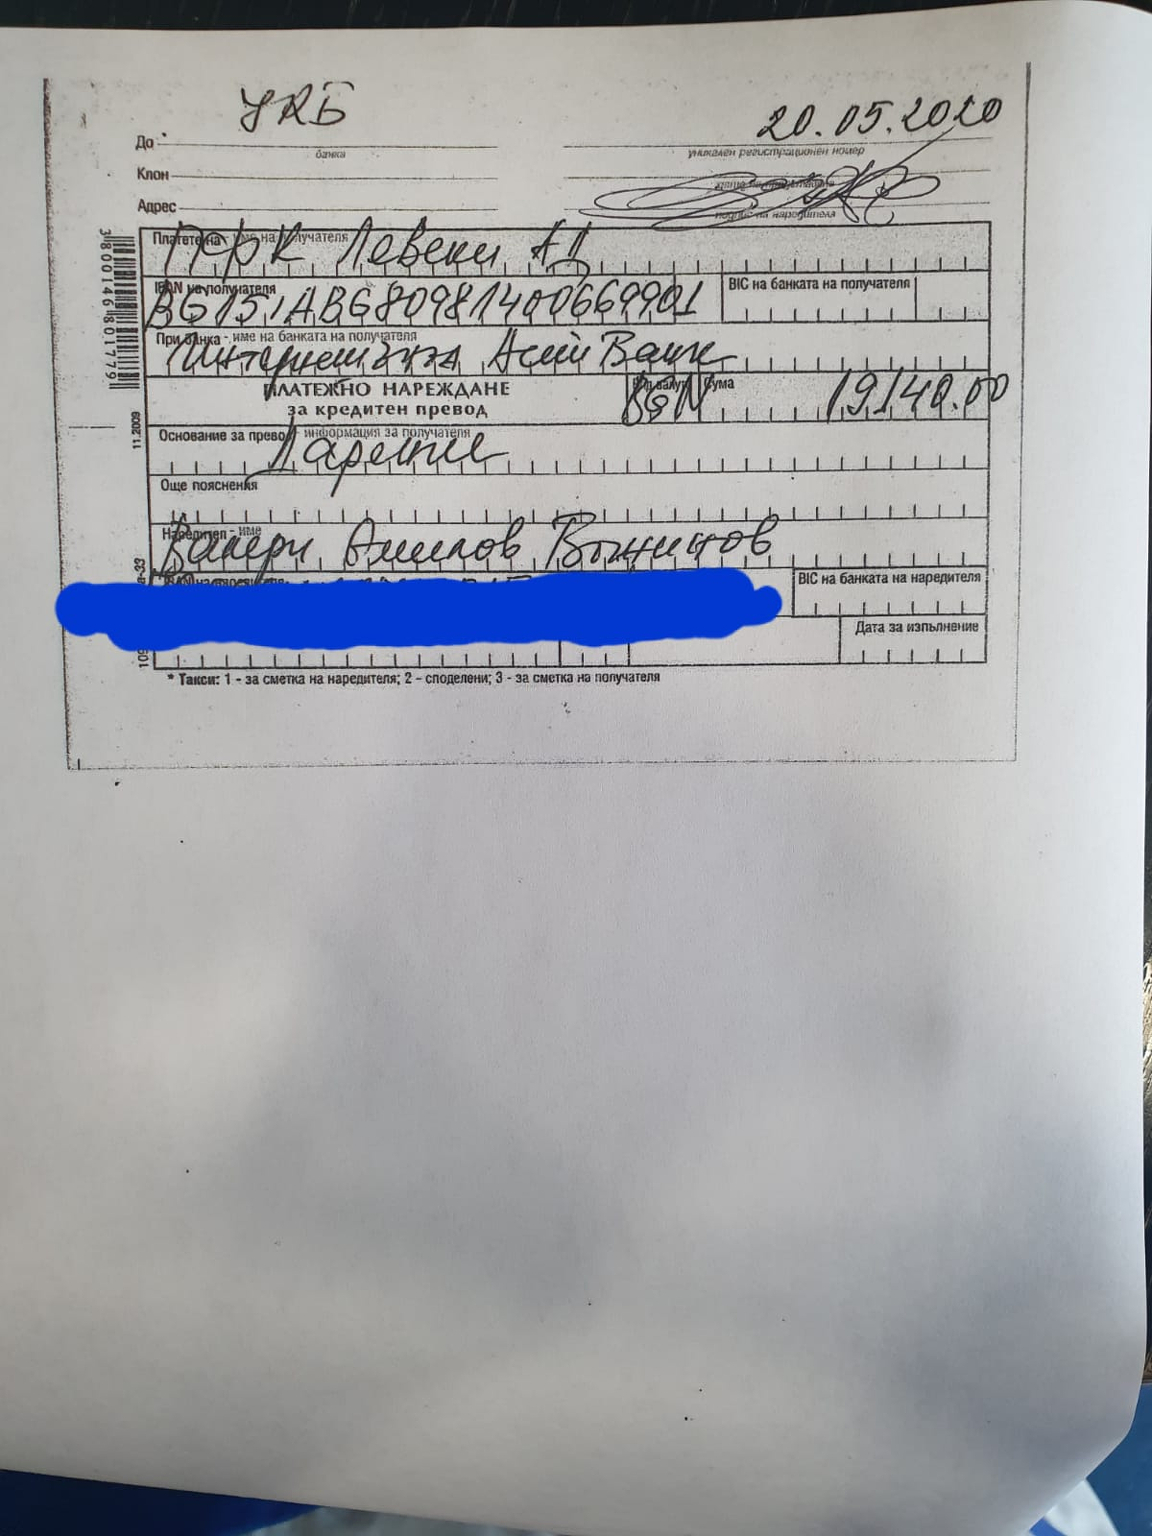 УКБ
20.05.2020
До
банка
уникален регистрационен номер
Клон
Адрес
подпис на наредителя
Платете на - име на получателя
ПФК Левски АД
IBAN на получателя
BG15IABG80981400669901
BIC на банката на получателя
При банка - име на банката на получателя
Интернешънъл Асет Банк
ПЛАТЕЖНО НАРЕЖДАНЕ
за кредитен превод
Вид валута
BGN
Сума
19140.00
Основание за превод - информация за получателя
Дарение
Още пояснения
Наредител - име
Валери
BIC на банката на наредителя
Дата за изпълнение
* Такси: 1 - за сметка на наредителя; 2 - споделени; 3 - за сметка на получателя
3800146801779
11.2009